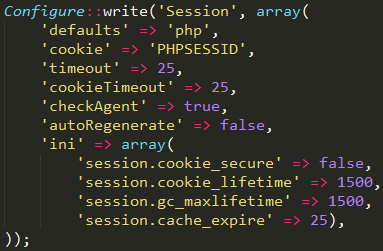 Configure::write('Session', array(
    'defaults' => 'php',
    'cookie' => 'PHPSESSID',
    'timeout' => 25,
    'cookieTimeout' => 25,
    'checkAgent' => true,
    'autoRegenerate' => false,
    'ini' => array(
        'session.cookie_secure' => false,
        'session.cookie_lifetime' => 1500,
        'session.gc_maxlifetime' => 1500,
        'session.cache_expire' => 25),
));